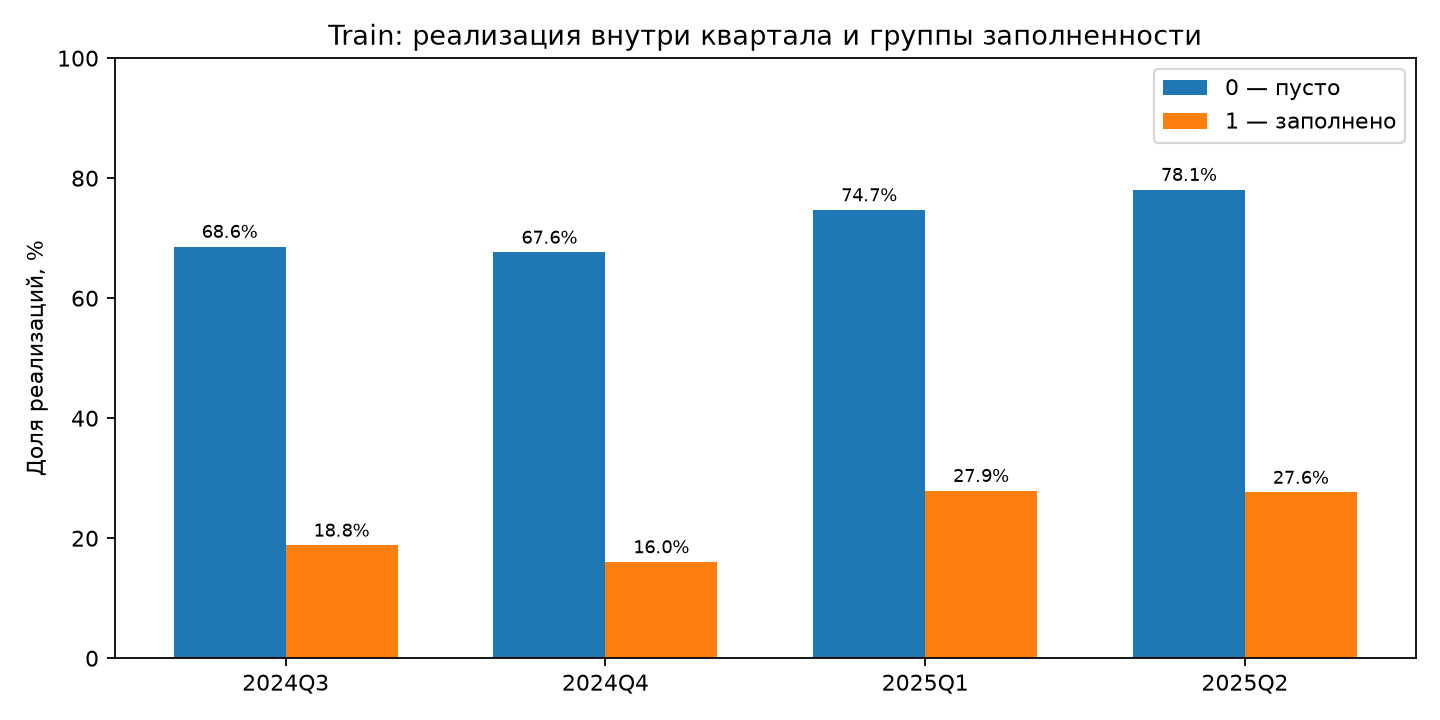 Train: реализация внутри квартала и группы заполненности
0 — пусто
1 — заполнено
Доля реализаций, %
100
80
60
40
20
0
68.6%
18.8%
67.6%
16.0%
74.7%
27.9%
78.1%
27.6%
2024Q3
2024Q4
2025Q1
2025Q2